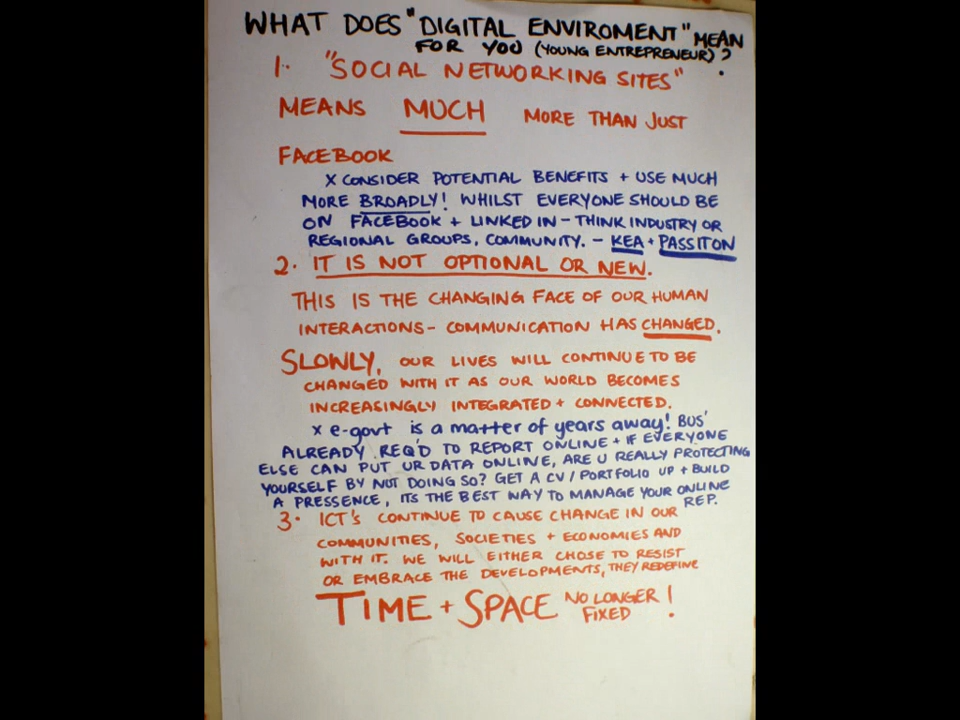 WHAT DOES "DIGITAL ENVIROMENT" MEAN
FOR YOU (YOUNG ENTREPRENEUR)?
1. "SOCIAL NETWORKING SITES"
MEANS MUCH MORE THAN JUST
FACEBOOK
x CONSIDER POTENTIAL BENEFITS + USE MUCH
MORE BROADLY! WHILST EVERYONE SHOULD BE
ON FACEBOOK + LINKED IN - THINK INDUSTRY OR
REGIONAL GROUPS, COMMUNITY. - KEA + PASSITON
2. IT IS NOT OPTIONAL OR NEW.
THIS IS THE CHANGING FACE OF OUR HUMAN
INTERACTIONS - COMMUNICATION HAS CHANGED.
SLOWLY, OUR LIVES WILL CONTINUE TO BE
CHANGED WITH IT AS OUR WORLD BECOMES
INCREASINGLY INTEGRATED + CONNECTED.
x e-govt is a matter of years away! BUS'
ALREADY REQ'D TO REPORT ONLINE + IF EVERYONE
ELSE CAN PUT UR DATA ONLINE, ARE U REALLY PROTECTING
YOURSELF BY NOT DOING SO? GET A CV / PORTFOLIO UP + BUILD
A PRESSENCE, ITS THE BEST WAY TO MANAGE YOUR ONLINE
REP.
3. ICT'S CONTINUE TO CAUSE CHANGE IN OUR
COMMUNITIES, SOCIETIES + ECONOMIES AND
WITH IT. WE WILL EITHER CHOSE TO RESIST
OR EMBRACE THE DEVELOPMENTS, THEY REDEFINE
TIME + SPACE NO LONGER
FIXED !